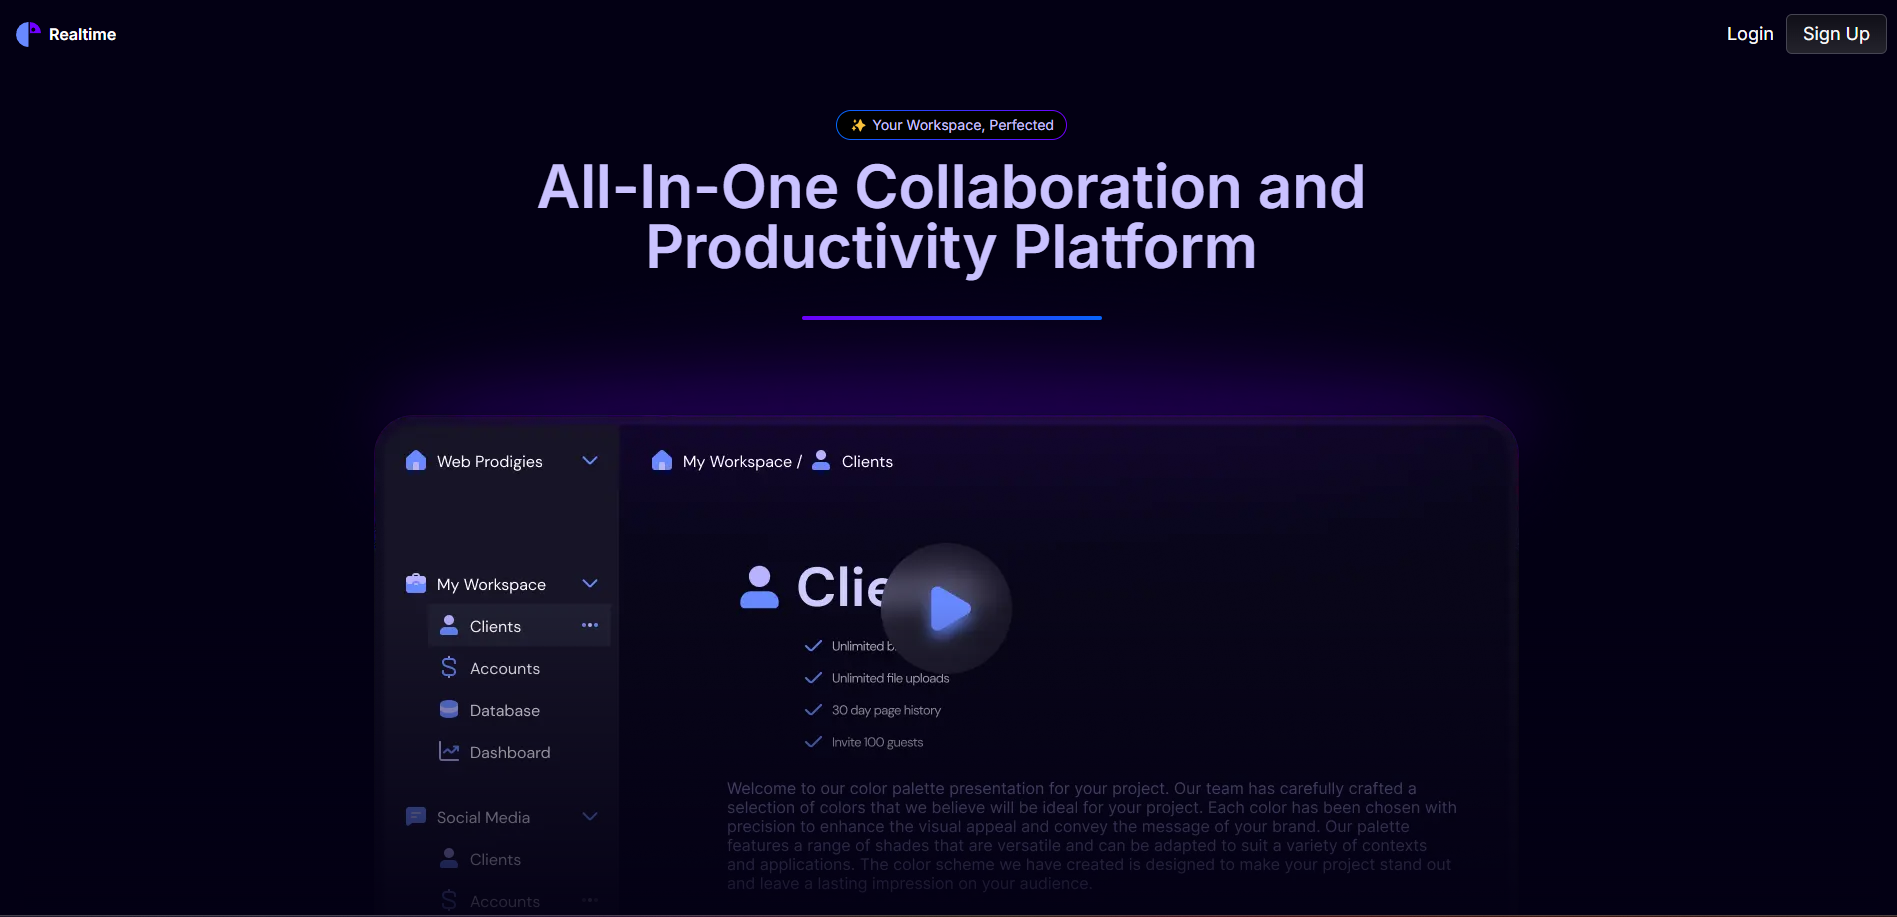 Realtime
Login
Sign Up
✨ Your Workspace, Perfected
All-In-One Collaboration and
Productivity Platform
Web Prodigies
My Workspace
Clients
Accounts
Database
Dashboard
Social Media
Clients
Accounts
My Workspace / Clients
Unlimited file uploads
30 day page history
Invite 100 guests
Welcome to our color palette presentation for your project. Our team has carefully crafted a
selection of colors that we believe will be ideal for your project. Each color has been chosen with
precision to enhance the visual appeal and convey the message of your brand. Our palette
features a range of shades that are versatile and can be adapted to suit a variety of contexts
and applications. The color scheme we have created is designed to make your project stand out
and leave a lasting impression on your audience.